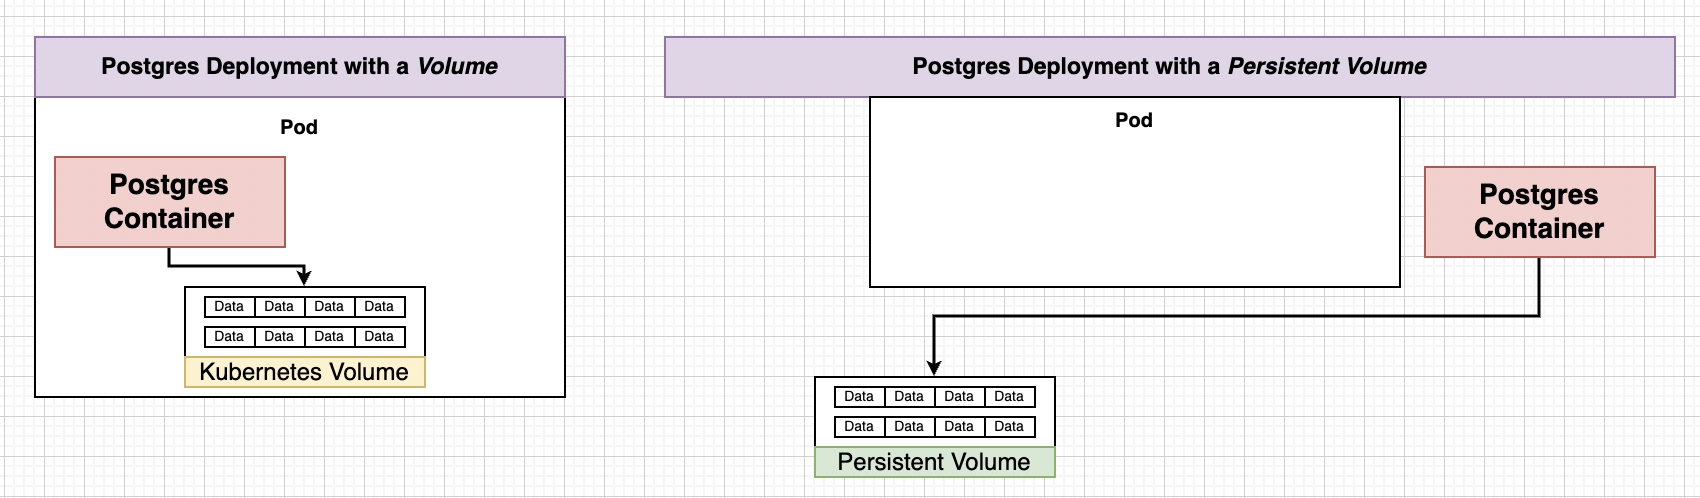 Postgres Deployment with a Volume
Pod
Postgres
Container
Data Data Data Data
Data Data Data Data
Kubernetes Volume
Postgres Deployment with a Persistent Volume
Pod
Postgres
Container
Data Data Data Data
Data Data Data Data
Persistent Volume